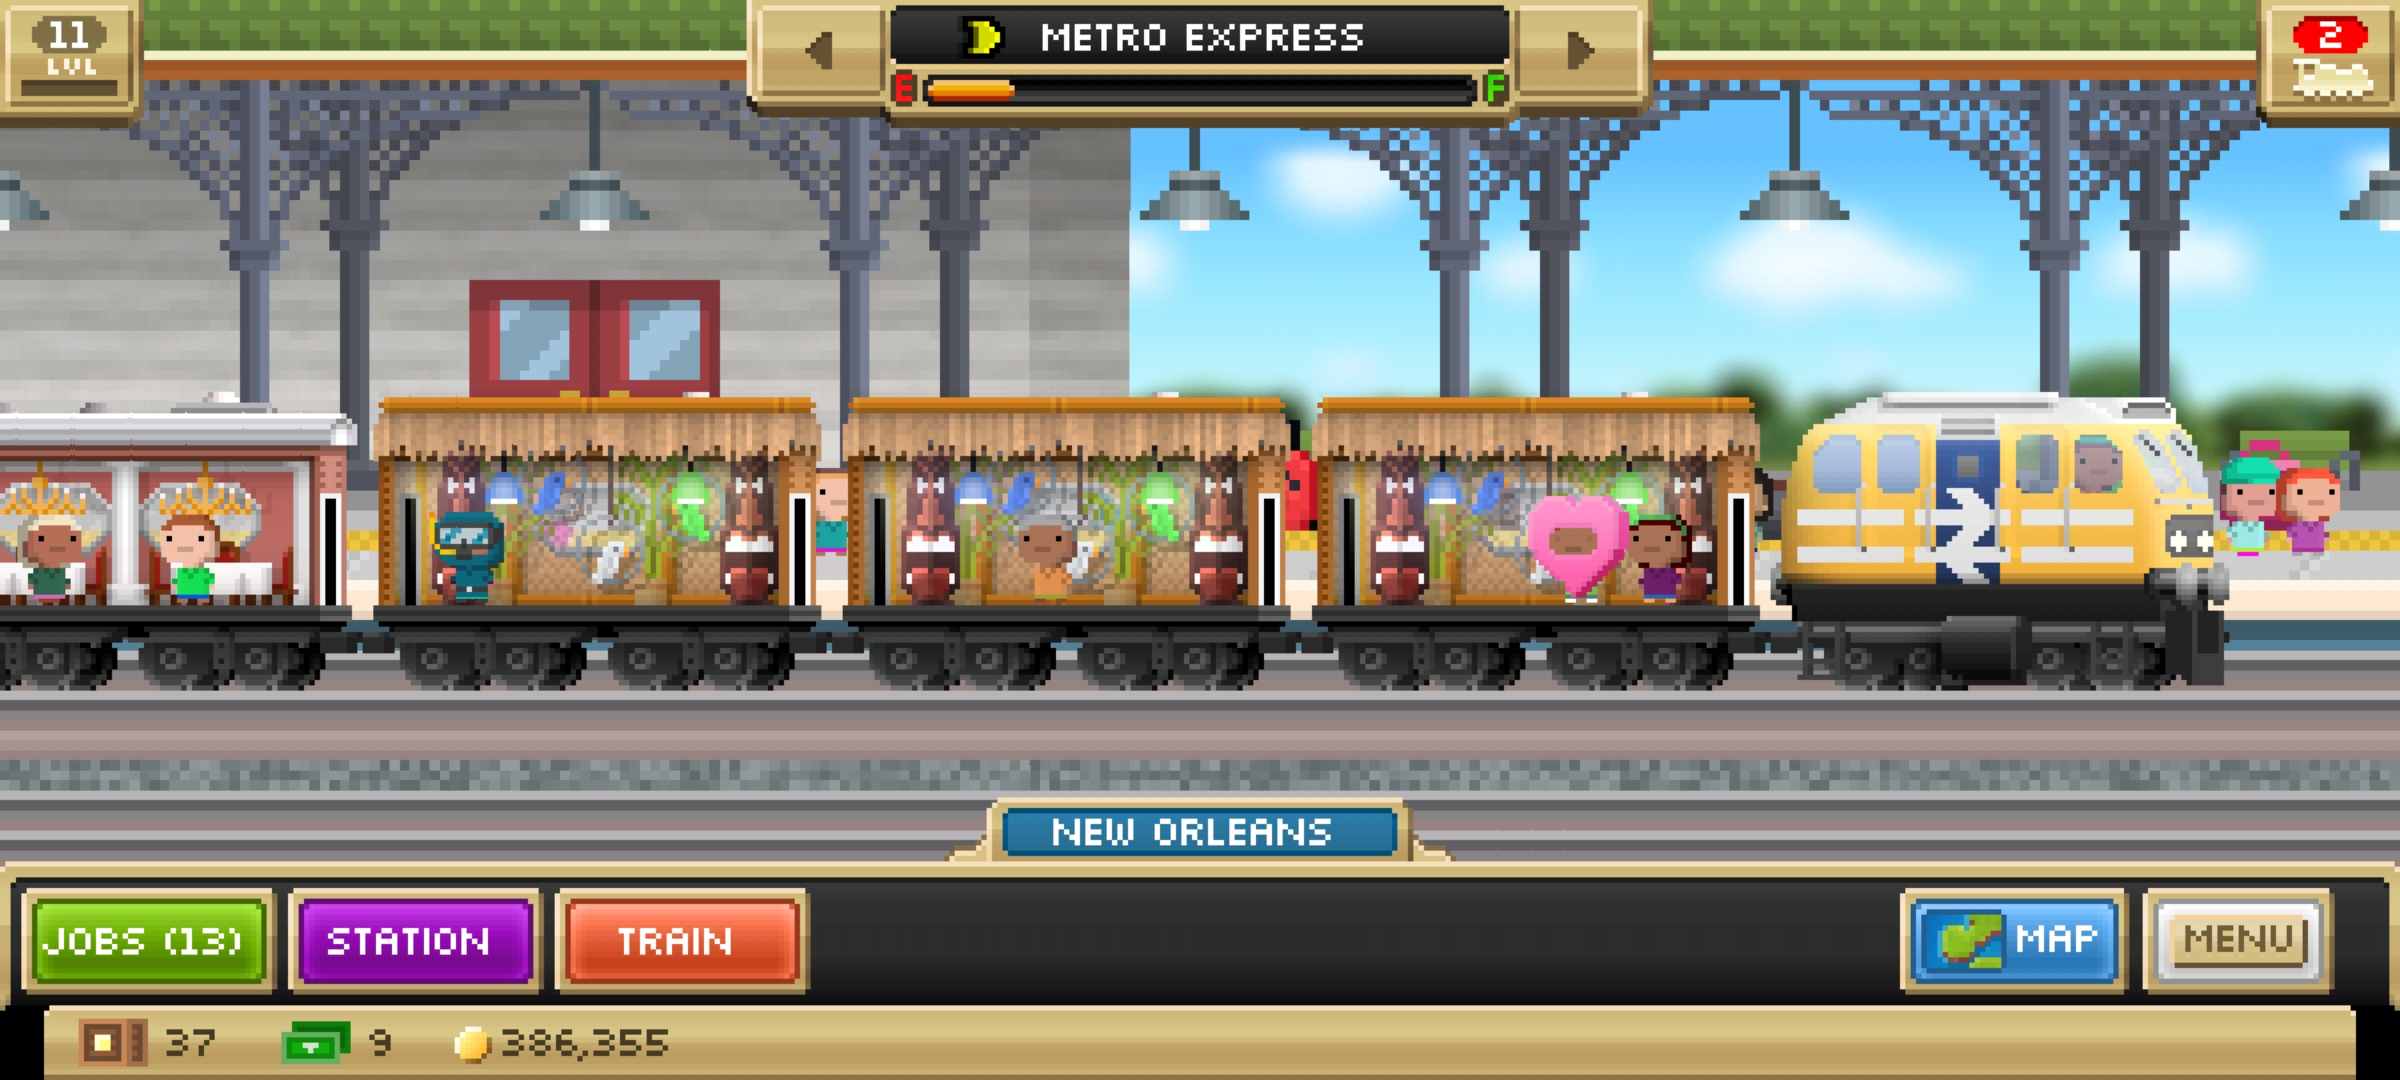 11
LVL
METRO EXPRESS
E F
2
NEW ORLEANS
JOBS (13)
STATION
TRAIN
MAP
MENU
37
9
386,355